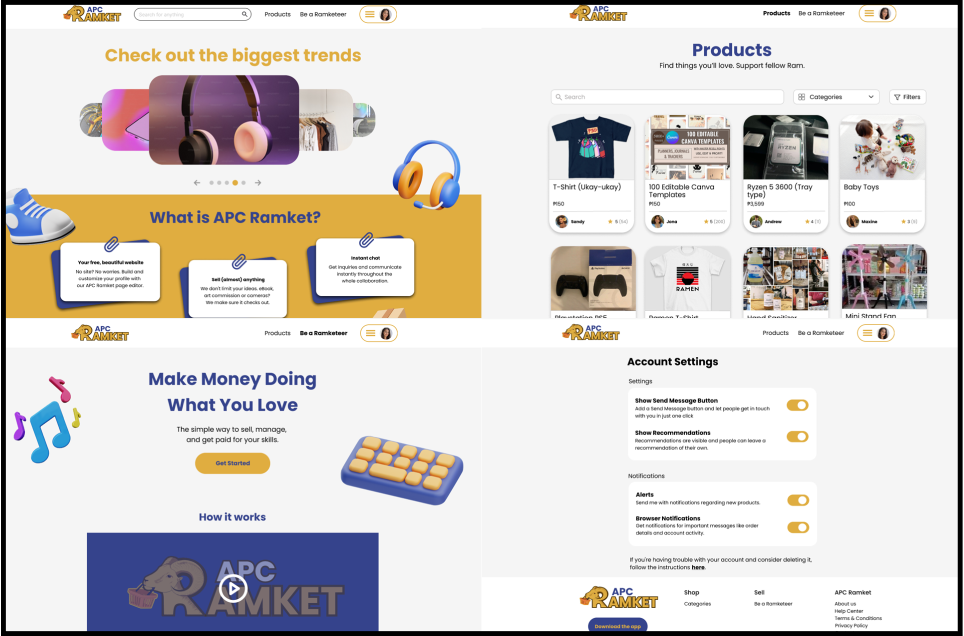 APC
RAMKET
Search for anything
Products
Be a Ramketeer
Check out the biggest trends
What is APC Ramket?
Your free, beautiful website
No site? No worries. Build and
customize your profile with
our APC Ramket page editor.
Sell (almost) anything
We don't limit your ideas. eBook,
art commission or cameras?
We make sure it checks out.
Instant chat
Get inquiries and communicate
instantly throughout the
whole collaboration.
APC
RAMKET
Products
Be a Ramketeer
Products
Find things you'll love. Support fellow Ram.
Search
Categories
Filters
T-Shirt (Ukay-ukay)
₱150
Sandy
5 (54)
100 EDITABLE
CANVA TEMPLATES
PLANNERS, JOURNALS
& TRACKERS
100 Editable Canva
Templates
₱150
Jana
RYZEN
Ryzen 5 3600 (Tray
type)
₱3,599
Andrew
Baby Toys
₱100
Maxine
RAMEN
Playstation PS5
Ramen T-Shirt
Hand Sanitizer
Mini Stand Fan
APC
RAMKET
Products
Be a Ramketeer
Make Money Doing
What You Love
The simple way to sell, manage,
and get paid for your skills.
Get Started
How it works
APC
RAMKET
APC
RAMKET
Products
Be a Ramketeer
Account Settings
Settings
Show Send Message Button
Add a Send Message button and let people get in touch
with you in just one click
Show Recommendations
Recommendations are visible and people can leave a
recommendation of their own.
Notifications
Alerts
Send me with notifications regarding new products.
Browser Notifications
Get notifications for important messages like order
details and account activity.
If you're having trouble with your account and consider deleting it,
follow the instructions here.
APC
RAMKET
Download the app
Shop
Categories
Sell
Be a Ramketeer
APC Ramket
About us
Help Center
Terms & Conditions
Privacy Policy